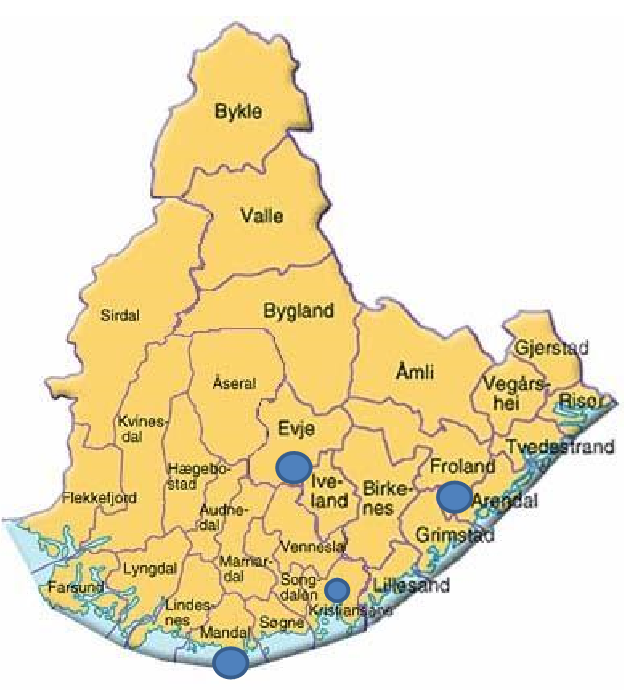 Bykle
Valle
Sirdal
Bygland
Gjerstad
Åmli
Åseral
Vegårs-
hei
Risør
Kvines-
dal
Evje
Tvedestrand
Hægebo-
stad
Froland
Flekkefjord
Ive-
land
Birke-
nes
Arendal
Audne-
dal
Grimstad
Vennesla
Lyngdal
Marnar-
dal
Song-
dalen
Lillesand
Farsund
Lindes-
nes
Kristiansand
Søgne
Mandal